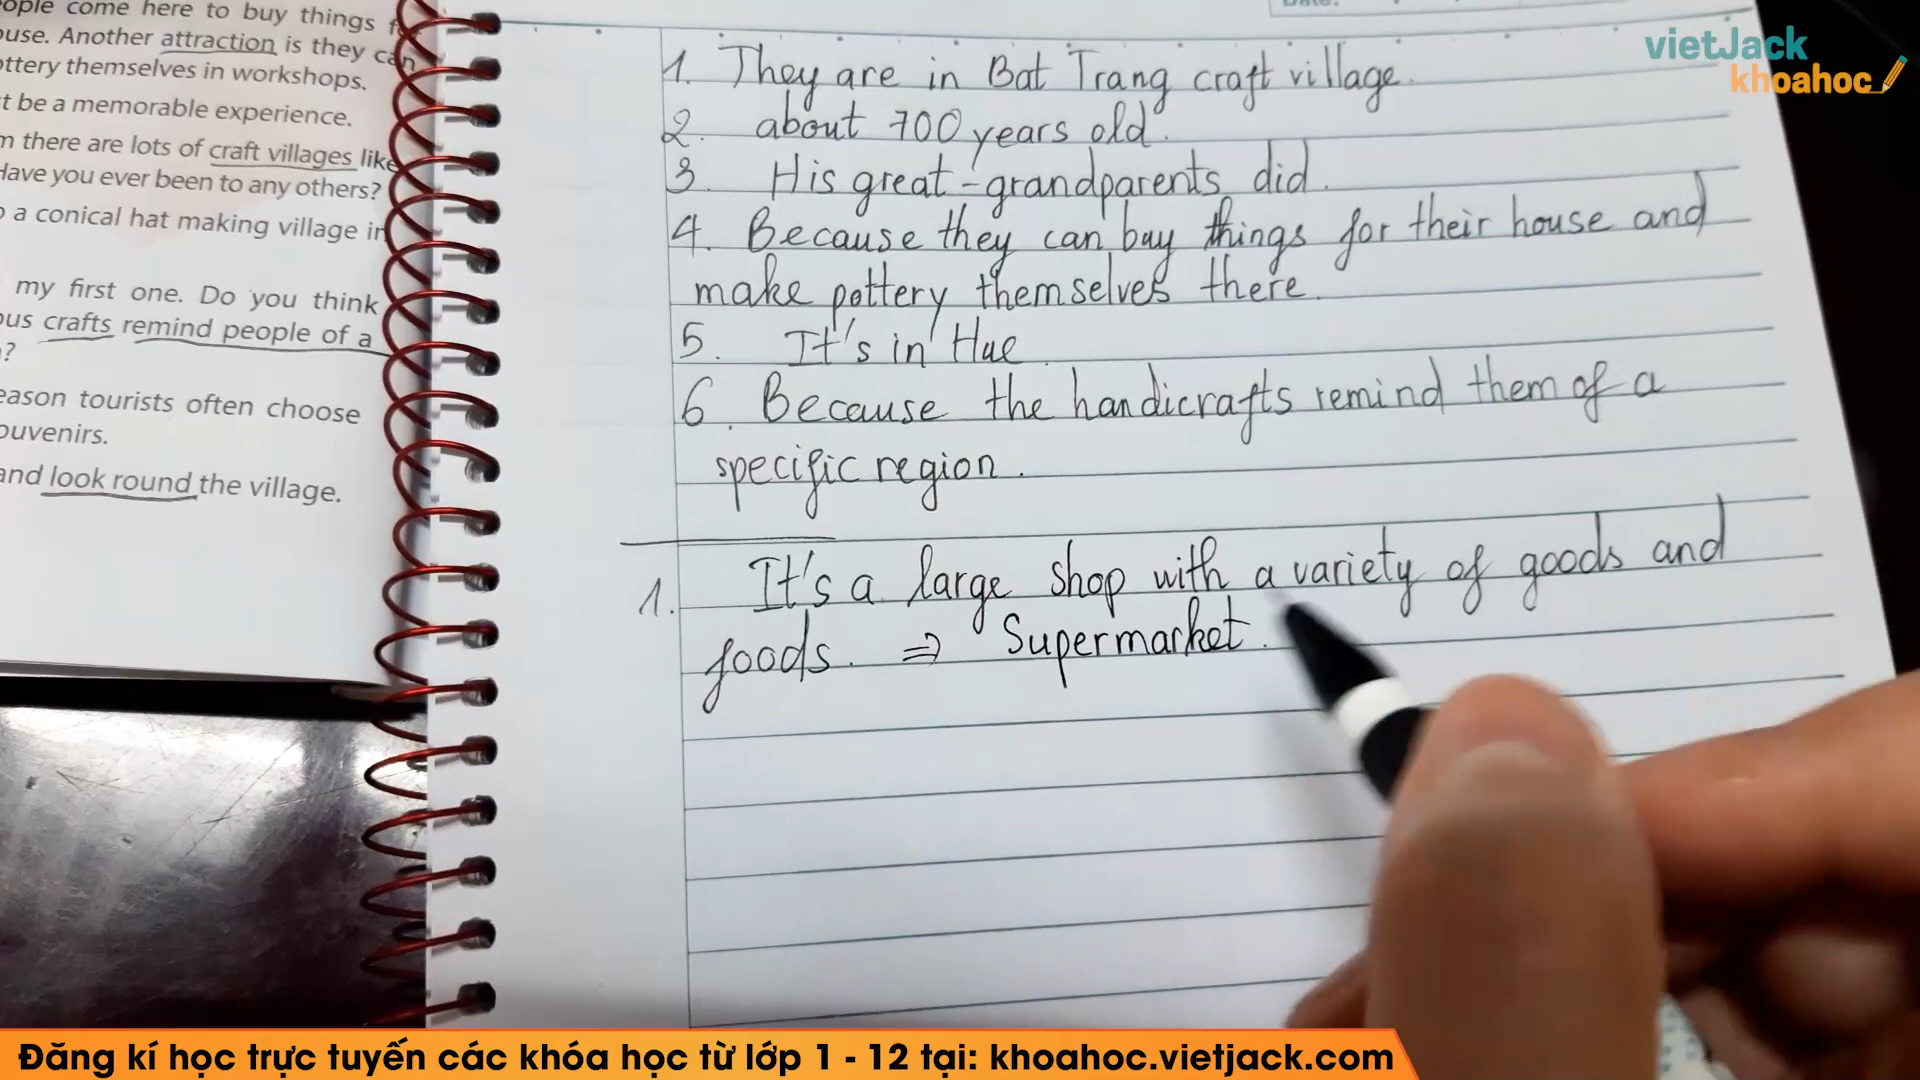 ople come here to buy things f
ouse. Another attraction is they can
ottery themselves in workshops.
t be a memorable experience.
m there are lots of craft villages like
Have you ever been to any others?
o a conical hat making village in
my first one. Do you think
ous crafts remind people of a
?
eason tourists often choose
ouvenirs.
and look round the village.
1. They are in Bat Trang craft village.
2. about 700 years old.
3. His great-grandparents did.
4. Because they can buy things for their house and
make pottery themselves there.
5. It's in Hue.
6. Because the handicrafts remind them of a
specific region.
1. It's a large shop with a variety of goods and
foods. ⇒ Supermarket.
vietJack
khoahoc
Đăng kí học trực tuyến các khóa học từ lớp 1 - 12 tại: khoahoc.vietjack.com